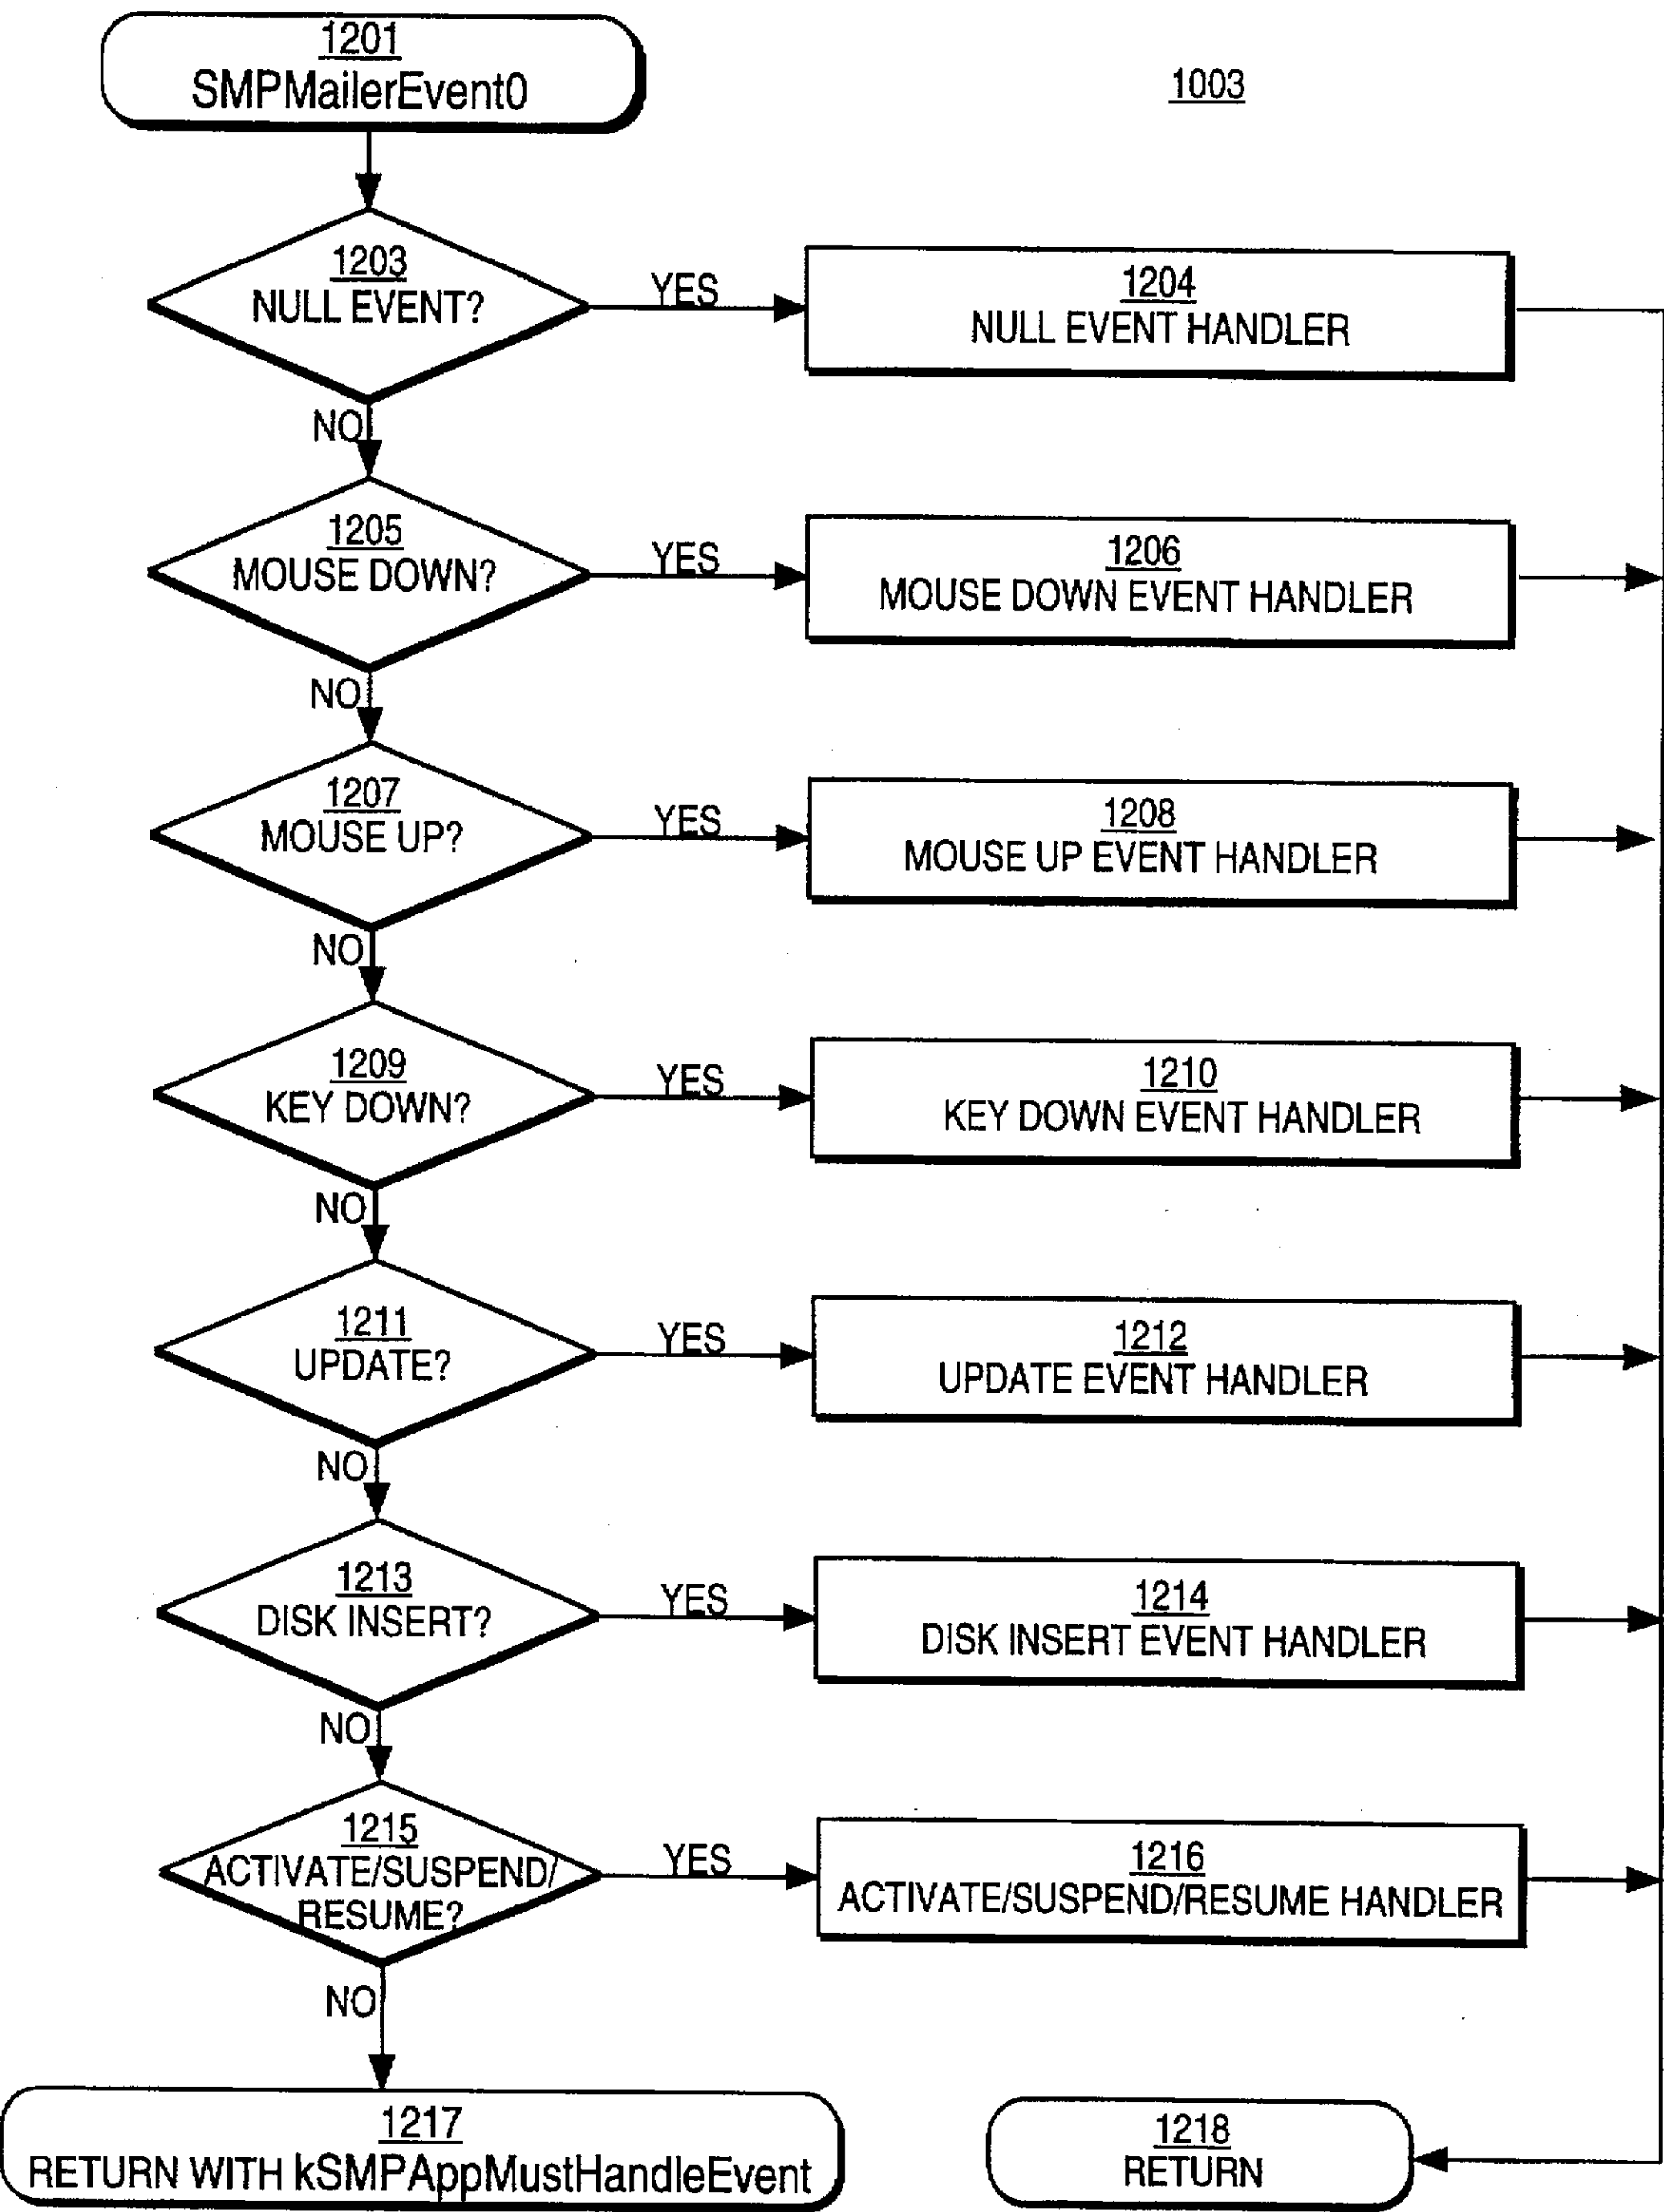 1201
SMPMailerEvent0
1003
1203
NULL EVENT?
YES
1204
NULL EVENT HANDLER
NO
1205
MOUSE DOWN?
YES
1206
MOUSE DOWN EVENT HANDLER
NO
1207
MOUSE UP?
YES
1208
MOUSE UP EVENT HANDLER
NO
1209
KEY DOWN?
YES
1210
KEY DOWN EVENT HANDLER
NO
1211
UPDATE?
YES
1212
UPDATE EVENT HANDLER
NO
1213
DISK INSERT?
YES
1214
DISK INSERT EVENT HANDLER
NO
1215
ACTIVATE/SUSPEND/
RESUME?
YES
1216
ACTIVATE/SUSPEND/RESUME HANDLER
NO
1217
RETURN WITH kSMPAppMustHandleEvent
1218
RETURN